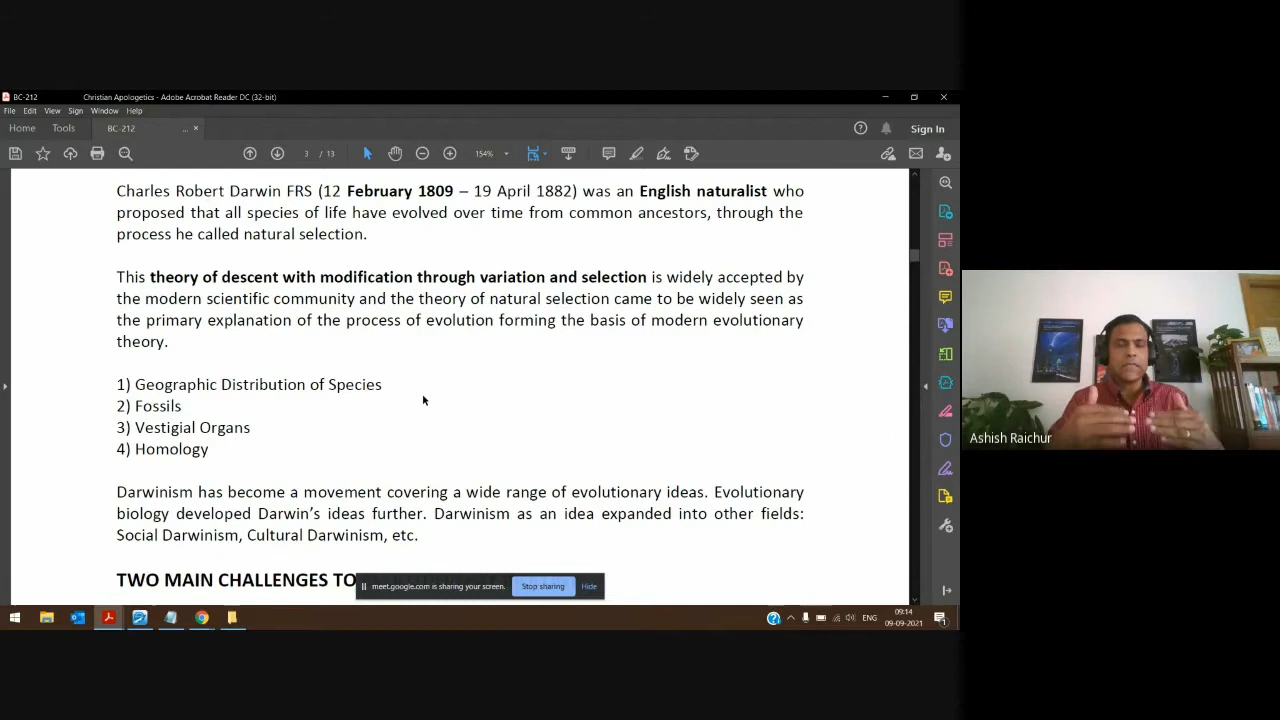 BC-212 Christian Apologetics - Adobe Acrobat Reader DC (32-bit)
File Edit View Sign Window Help
Home Tools BC-212 ... × Sign In
3 / 13 154%
Charles Robert Darwin FRS (12 February 1809 – 19 April 1882) was an English naturalist who
proposed that all species of life have evolved over time from common ancestors, through the
process he called natural selection.
This theory of descent with modification through variation and selection is widely accepted by
the modern scientific community and the theory of natural selection came to be widely seen as
the primary explanation of the process of evolution forming the basis of modern evolutionary
theory.
1) Geographic Distribution of Species
2) Fossils
3) Vestigial Organs
4) Homology
Darwinism has become a movement covering a wide range of evolutionary ideas. Evolutionary
biology developed Darwin's ideas further. Darwinism as an idea expanded into other fields:
Social Darwinism, Cultural Darwinism, etc.
TWO MAIN CHALLENGES TO
meet.google.com is sharing your screen. Stop sharing Hide
Ashish Raichur
ENG 09:14
09-09-2021